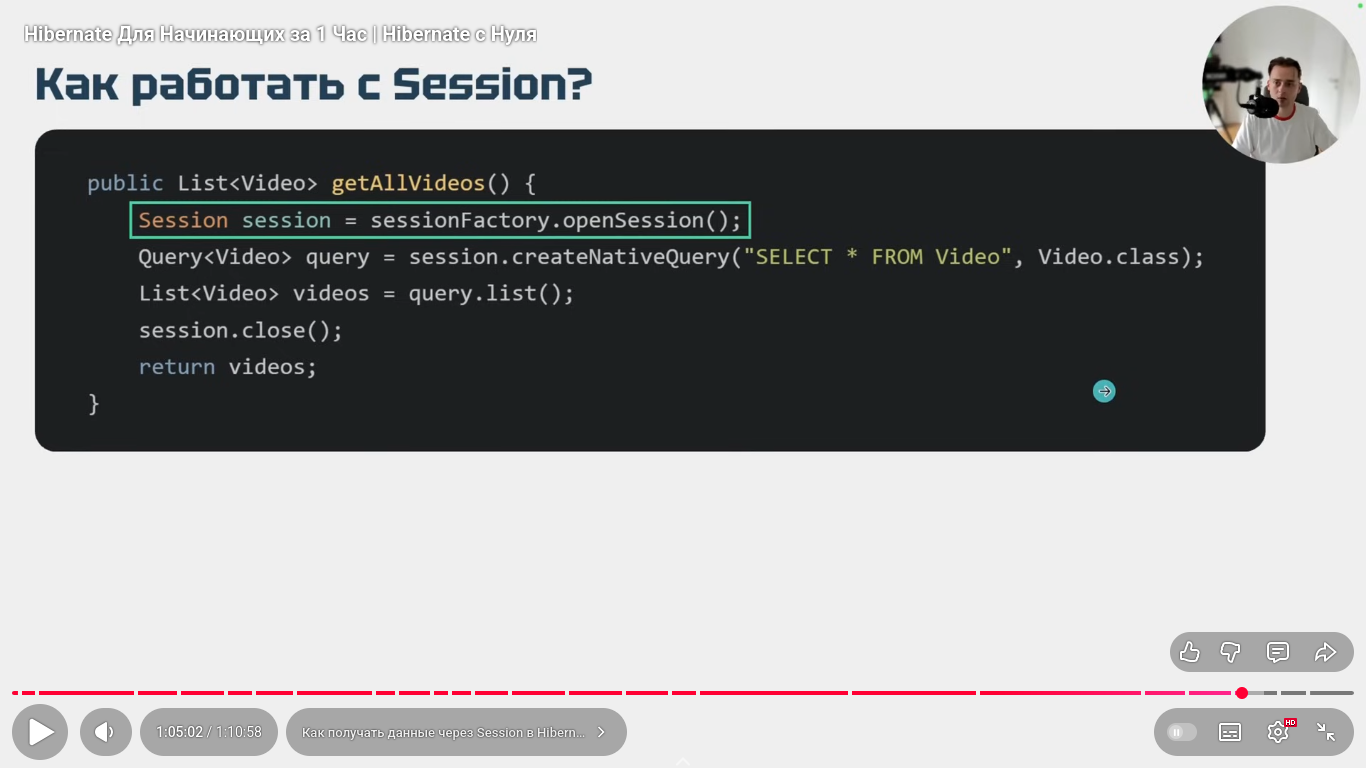 Hibernate Для Начинающих за 1 Час | Hibernate с Нуля
Как работать с Session?
public List<Video> getAllVideos() {
Session session = sessionFactory.openSession();
Query<Video> query = session.createNativeQuery("SELECT * FROM Video", Video.class);
List<Video> videos = query.list();
session.close();
return videos;
}
1:05:02 / 1:10:58
Как получать данные через Session в Hibern...
HD